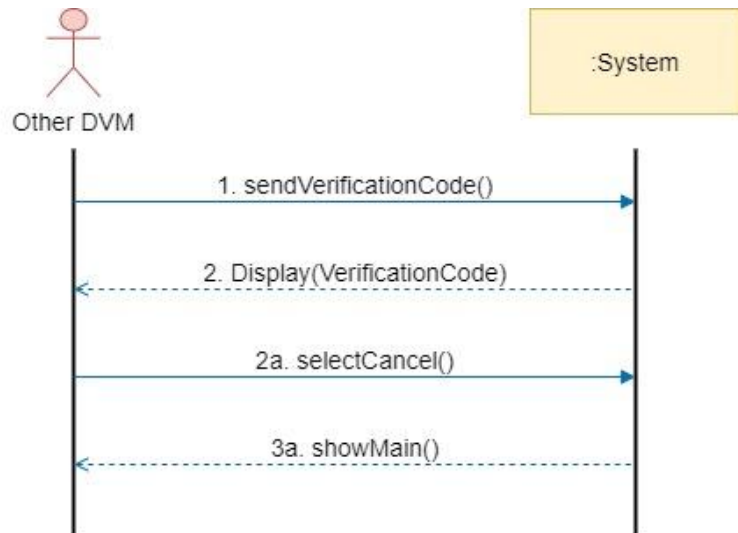 :System
Other DVM
1. sendVerificationCode()
2. Display(VerificationCode)
2a. selectCancel()
3a. showMain()